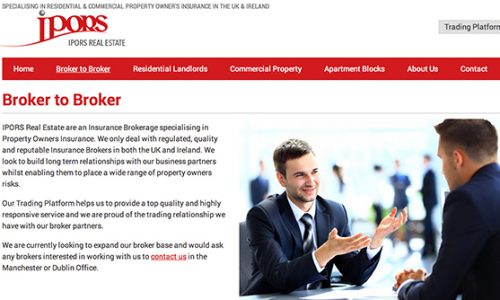 SPECIALISING IN RESIDENTIAL & COMMERCIAL PROPERTY OWNER'S INSURANCE IN THE UK & IRELAND
ipors
IPORS REAL ESTATE
Trading Platform
Home Broker to Broker Residential Landlords Commercial Property Apartment Blocks About Us Contact
Broker to Broker
IPORS Real Estate are an Insurance Brokerage specialising in
Property Owners Insurance. We only deal with regulated, quality
and reputable Insurance Brokers in both the UK and Ireland. We
look to build long term relationships with our business partners
whilst enabling them to place a wide range of property owners
risks.
Our Trading Platform helps us to provide a top quality and highly
responsive service and we are proud of the trading relationship we
have with our broker partners.
We are currently looking to expand our broker base and would ask
any brokers interested in working with us to contact us in the
Manchester or Dublin Office.